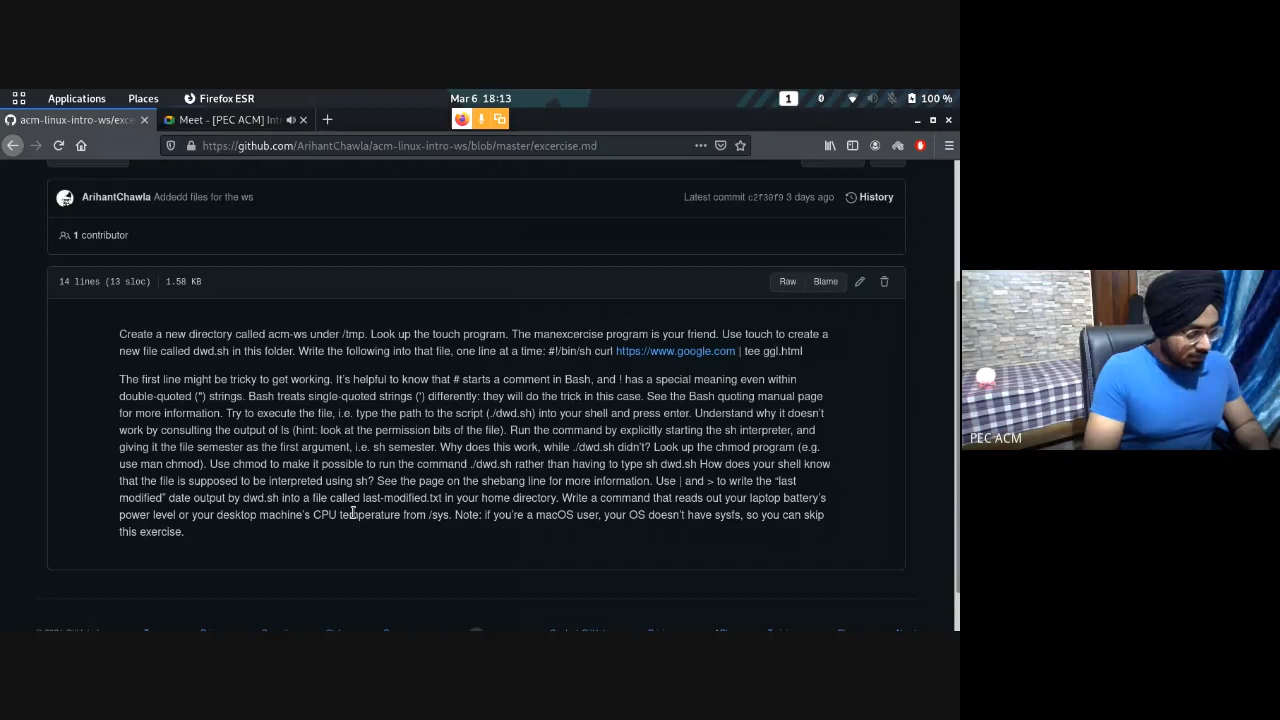 Applications Places Firefox ESR Mar 6 18:13 1 0 100 %
acm-linux-intro-ws/exce Meet - [PEC ACM] Int
https://github.com/ArihantChawla/acm-linux-intro-ws/blob/master/excercise.md
ArihantChawla Addedd files for the ws Latest commit c2f30f9 3 days ago History
1 contributor
14 lines (13 sloc) 1.58 KB Raw Blame
Create a new directory called acm-ws under /tmp. Look up the touch program. The manexcercise program is your friend. Use touch to create a
new file called dwd.sh in this folder. Write the following into that file, one line at a time: #!/bin/sh curl https://www.google.com | tee ggl.html
The first line might be tricky to get working. It's helpful to know that # starts a comment in Bash, and ! has a special meaning even within
double-quoted (") strings. Bash treats single-quoted strings (') differently: they will do the trick in this case. See the Bash quoting manual page
for more information. Try to execute the file, i.e. type the path to the script (./dwd.sh) into your shell and press enter. Understand why it doesn't
work by consulting the output of ls (hint: look at the permission bits of the file). Run the command by explicitly starting the sh interpreter, and
giving it the file semester as the first argument, i.e. sh semester. Why does this work, while ./dwd.sh didn't? Look up the chmod program (e.g.
use man chmod). Use chmod to make it possible to run the command ./dwd.sh rather than having to type sh dwd.sh How does your shell know
that the file is supposed to be interpreted using sh? See the page on the shebang line for more information. Use | and > to write the “last
modified” date output by dwd.sh into a file called last-modified.txt in your home directory. Write a command that reads out your laptop battery's
power level or your desktop machine's CPU temperature from /sys. Note: if you're a macOS user, your OS doesn't have sysfs, so you can skip
this exercise.
PEC ACM